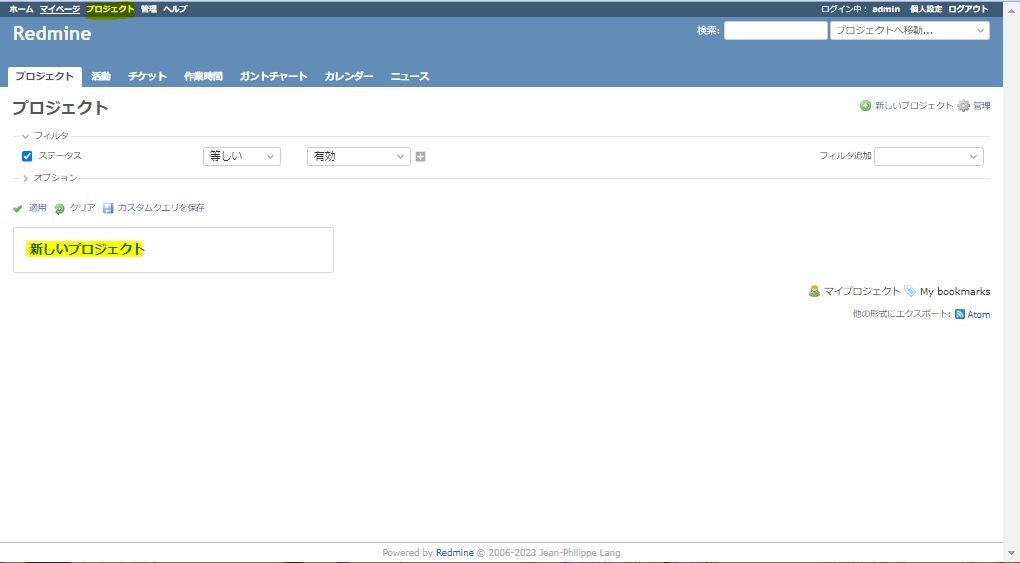 ホーム マイページ プロジェクト 管理 ヘルプ ログイン中： admin 個人設定 ログアウト
Redmine 検索: プロジェクトへ移動...
プロジェクト 活動 チケット 作業時間 ガントチャート カレンダー ニュース
プロジェクト 新しいプロジェクト 管理
フィルタ
ステータス 等しい 有効 フィルタ追加
オプション
適用 クリア カスタムクエリを保存
新しいプロジェクト
マイプロジェクト My bookmarks
他の形式にエクスポート: Atom
Powered by Redmine © 2006-2023 Jean-Philippe Lang